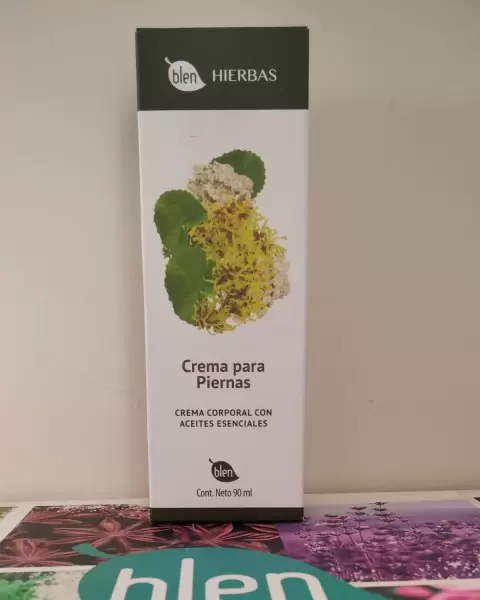 blen HIERBAS
Crema para
Piernas
CREMA CORPORAL CON
ACEITES ESENCIALES
blen
Cont. Neto 90 ml
blen